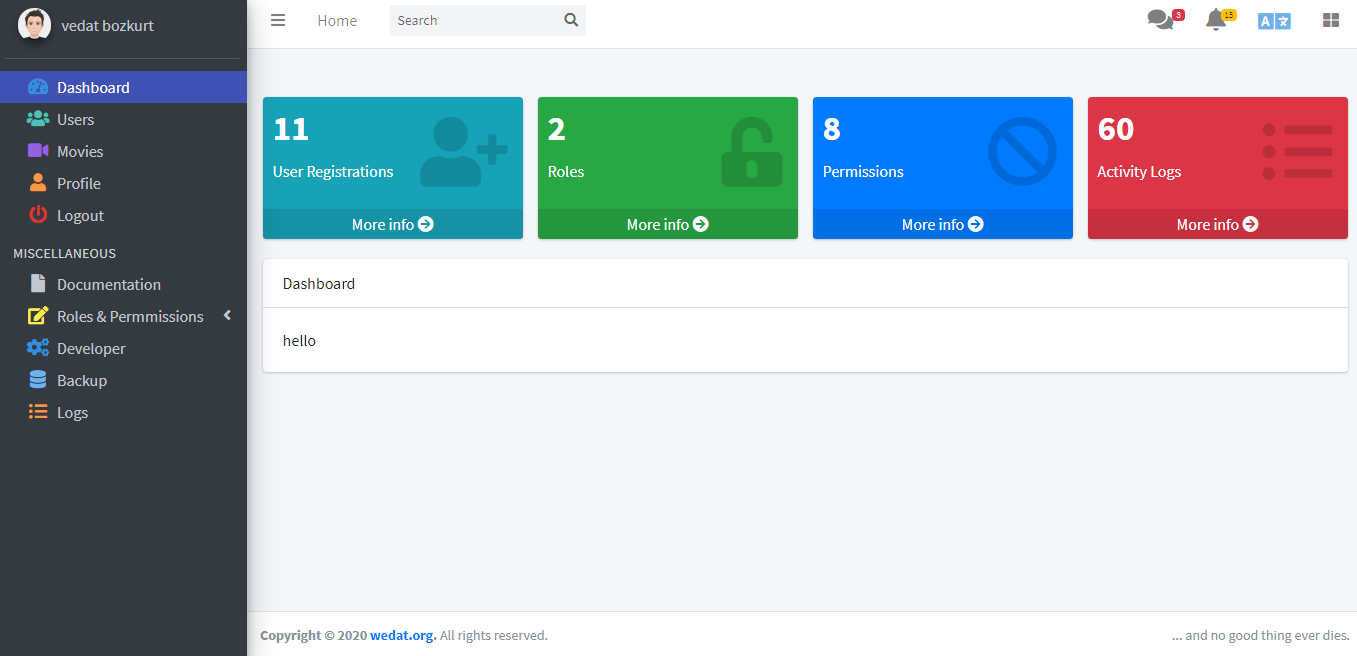 vedat bozkurt
Dashboard
Users
Movies
Profile
Logout
MISCELLANEOUS
Documentation
Roles & Permmissions
Developer
Backup
Logs
Home
Search
3
15
A
11
User Registrations
More info
2
Roles
More info
8
Permissions
More info
60
Activity Logs
More info
Dashboard
hello
Copyright © 2020 wedat.org. All rights reserved.
... and no good thing ever dies.